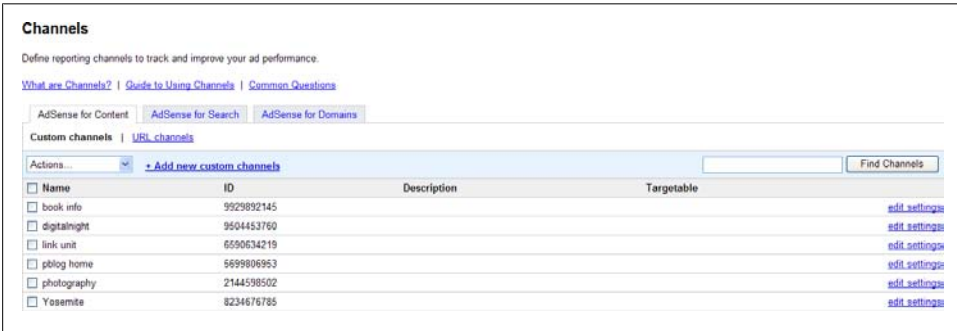 Channels
Define reporting channels to track and improve your ad performance.
What are Channels? | Guide to Using Channels | Common Questions
AdSense for Content AdSense for Search AdSense for Domains
Custom channels | URL channels
Actions... + Add new custom channels Find Channels
Name ID Description Targetable
book info 9929892145 edit settings
digitalnight 9504453760 edit settings
link unit 6590634219 edit settings
pblog home 5699806953 edit settings
photography 2144598502 edit settings
Yosemite 8234676785 edit settings